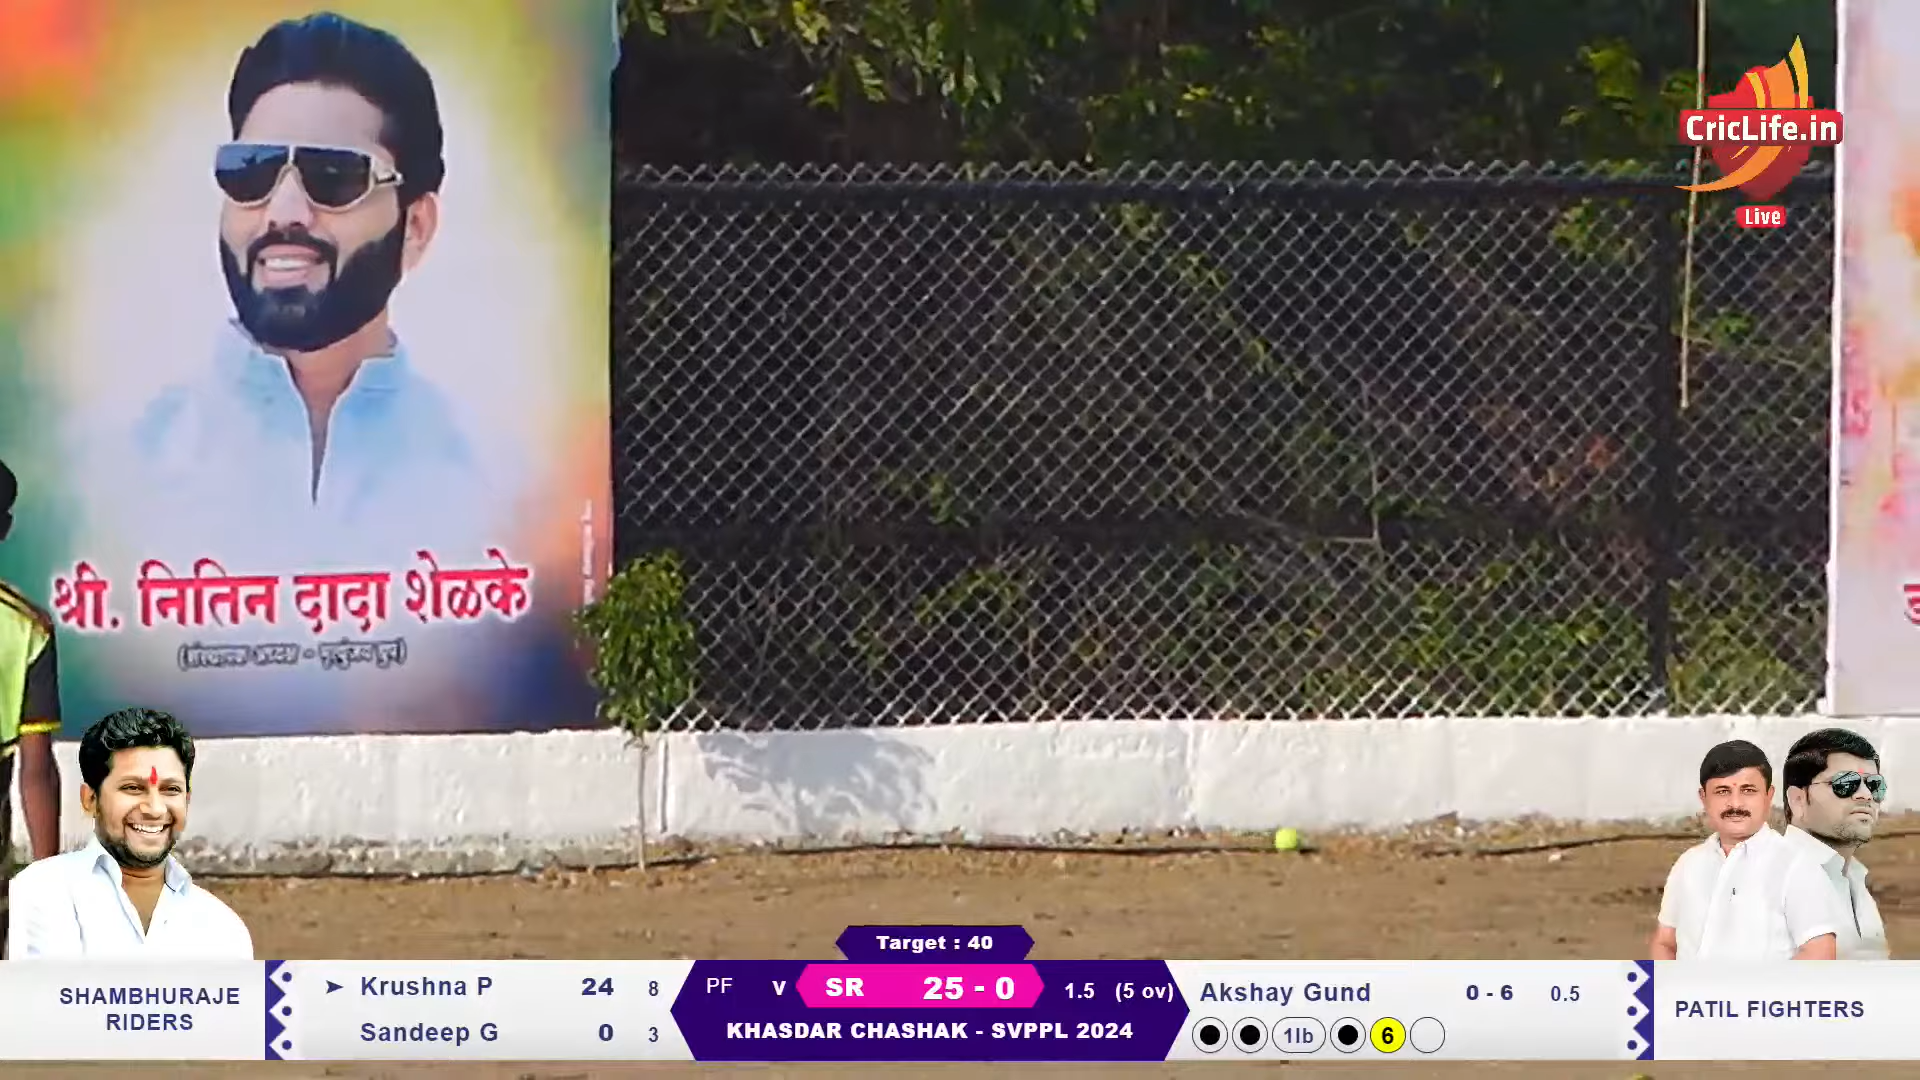 CricLife.in
Live
श्री. नितिन दादा शेळके
Target : 40
SHAMBHURAJE
RIDERS
➤ Krushna P 24 8
Sandeep G 0 3
PF v SR 25 - 0 1.5 (5 ov)
KHASDAR CHASHAK - SVPPL 2024
Akshay Gund 0 - 6 0.5
1lb 6
PATIL FIGHTERS